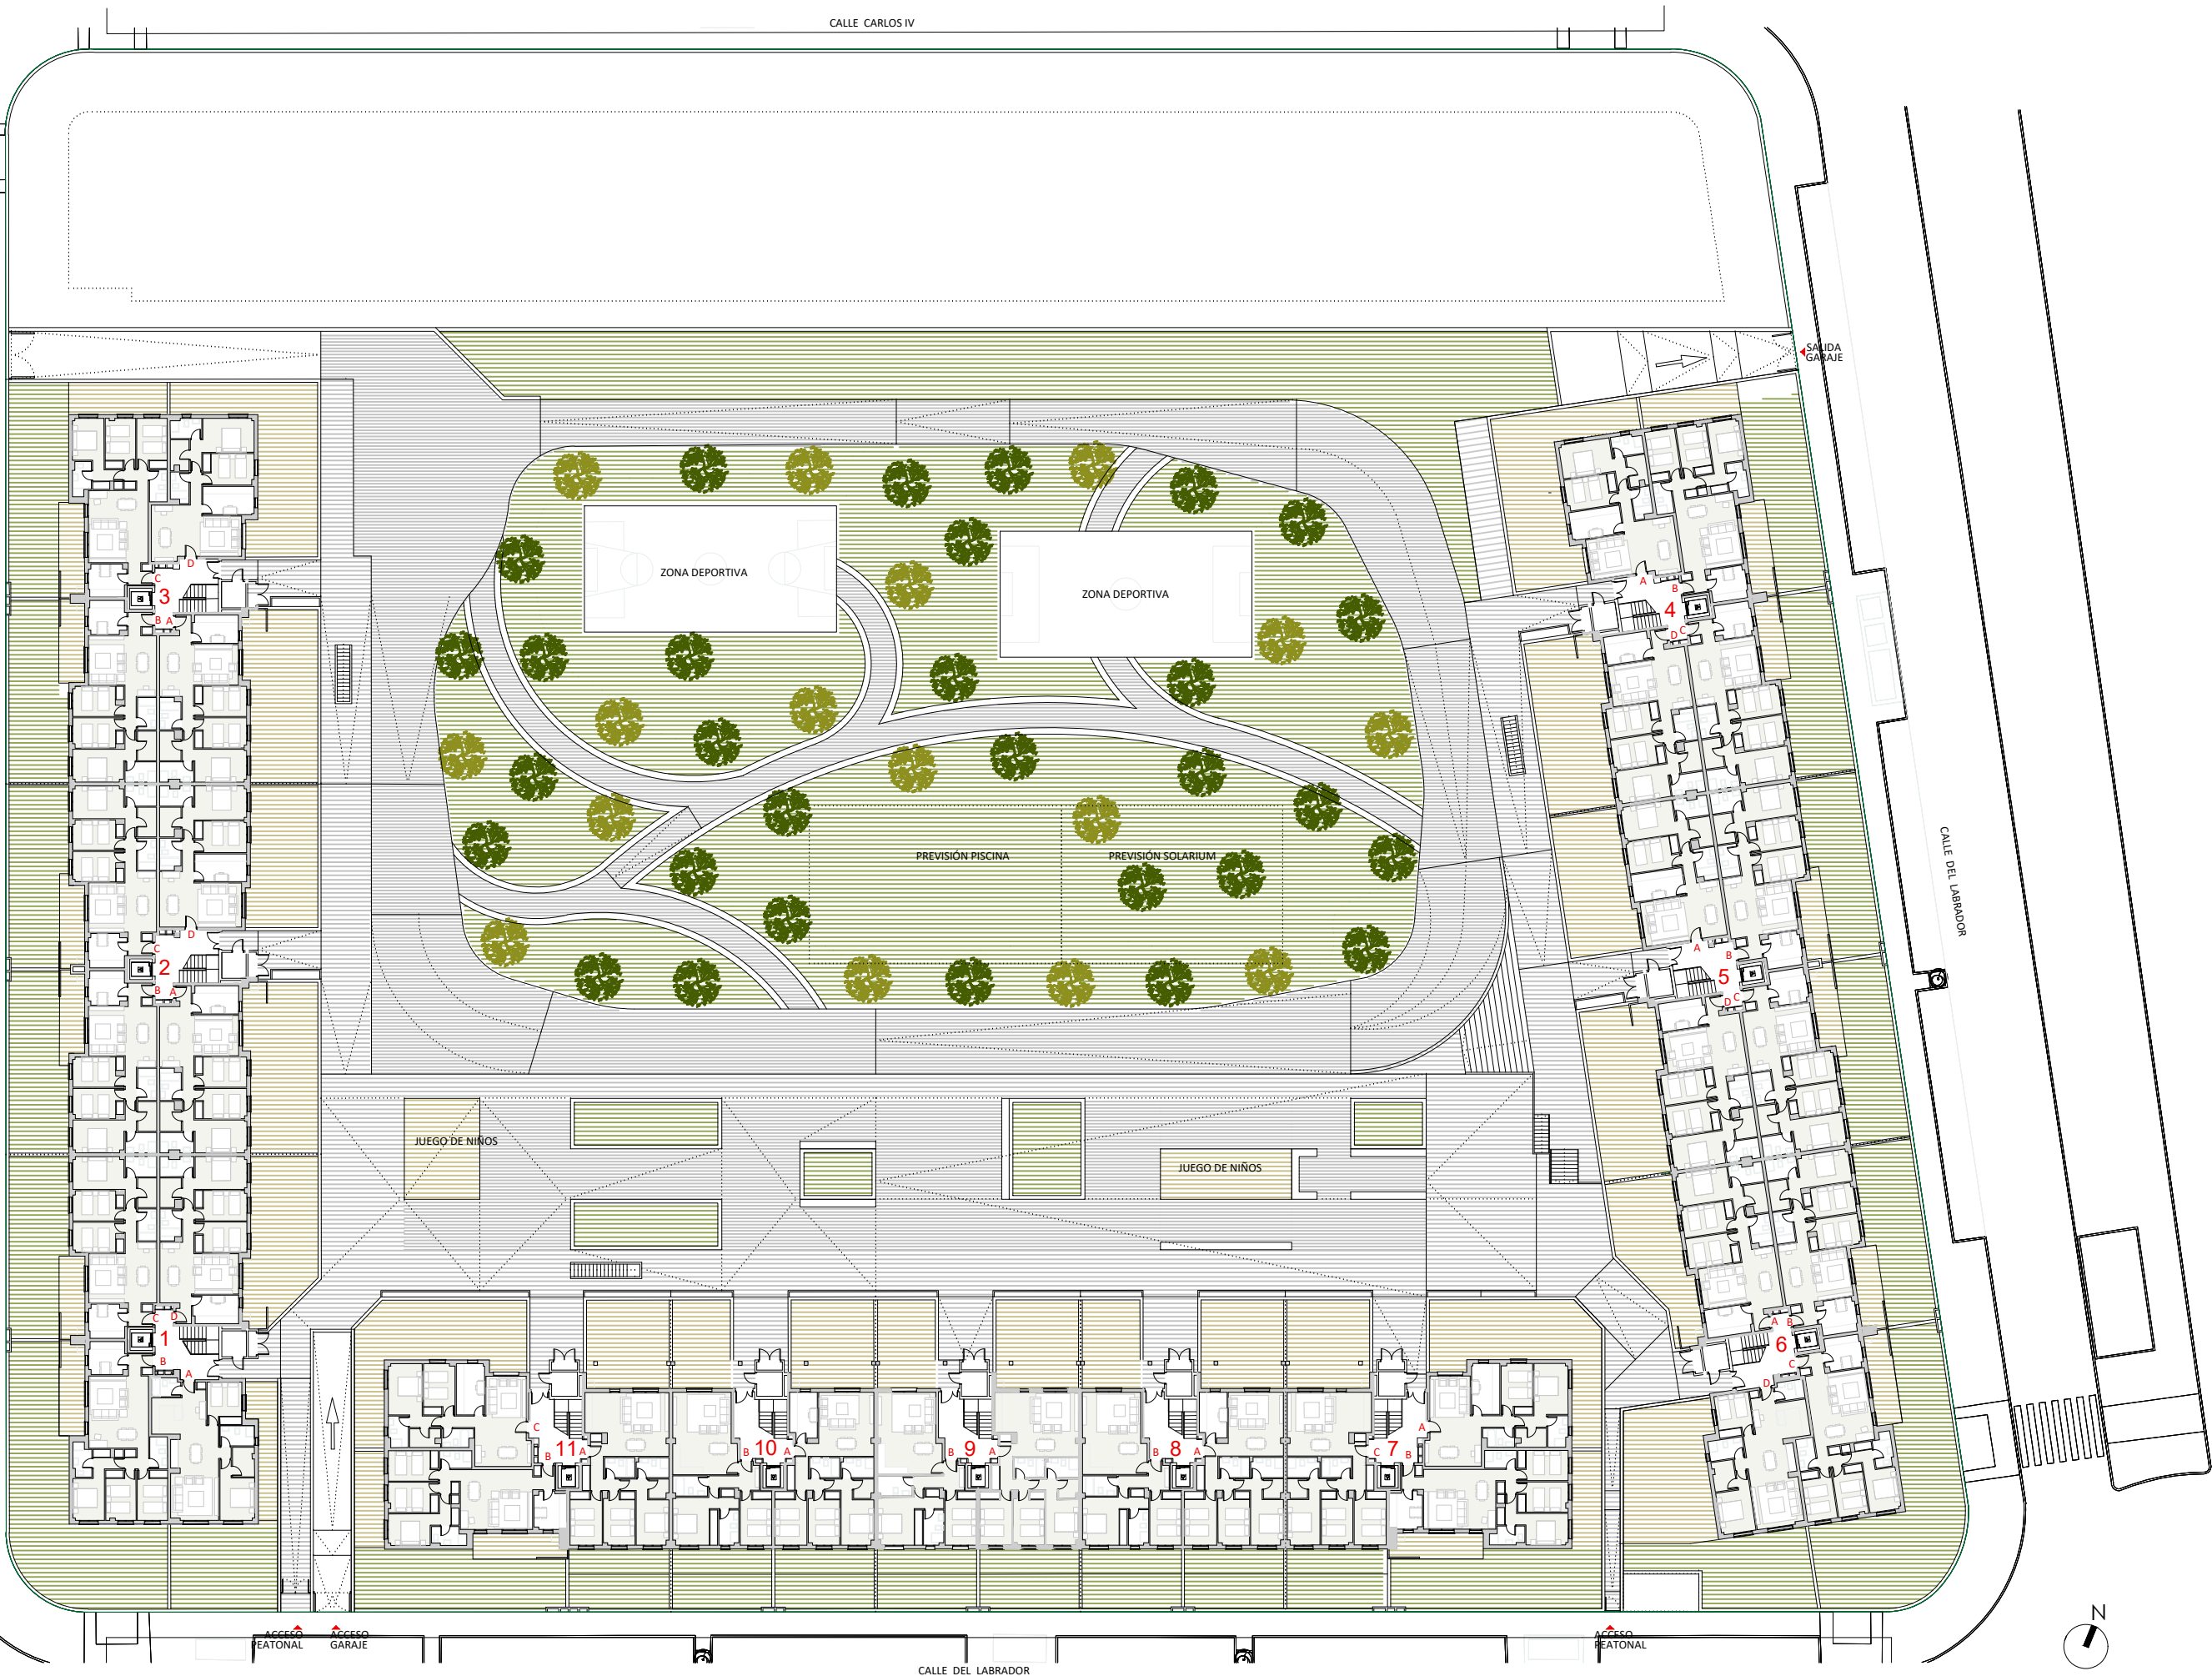 CALLE CARLOS IV
SALIDA
GARAJE
ZONA DEPORTIVA
ZONA DEPORTIVA
D
C
3
B A
A
B
4
D C
CALLE DEL LABRADOR
PREVISIÓN PISCINA
PREVISIÓN SOLARIUM
D
C
2
B A
A
B
5
D C
JUEGO DE NIÑOS
JUEGO DE NIÑOS
C D
1
B
A
A B
6
C
D
C
B 11 A
B 10 A
B 9 A
B 8 A
A
C 7 B
N
ACCESO
PEATONAL
ACCESO
GARAJE
ACCESO
PEATONAL
CALLE DEL LABRADOR